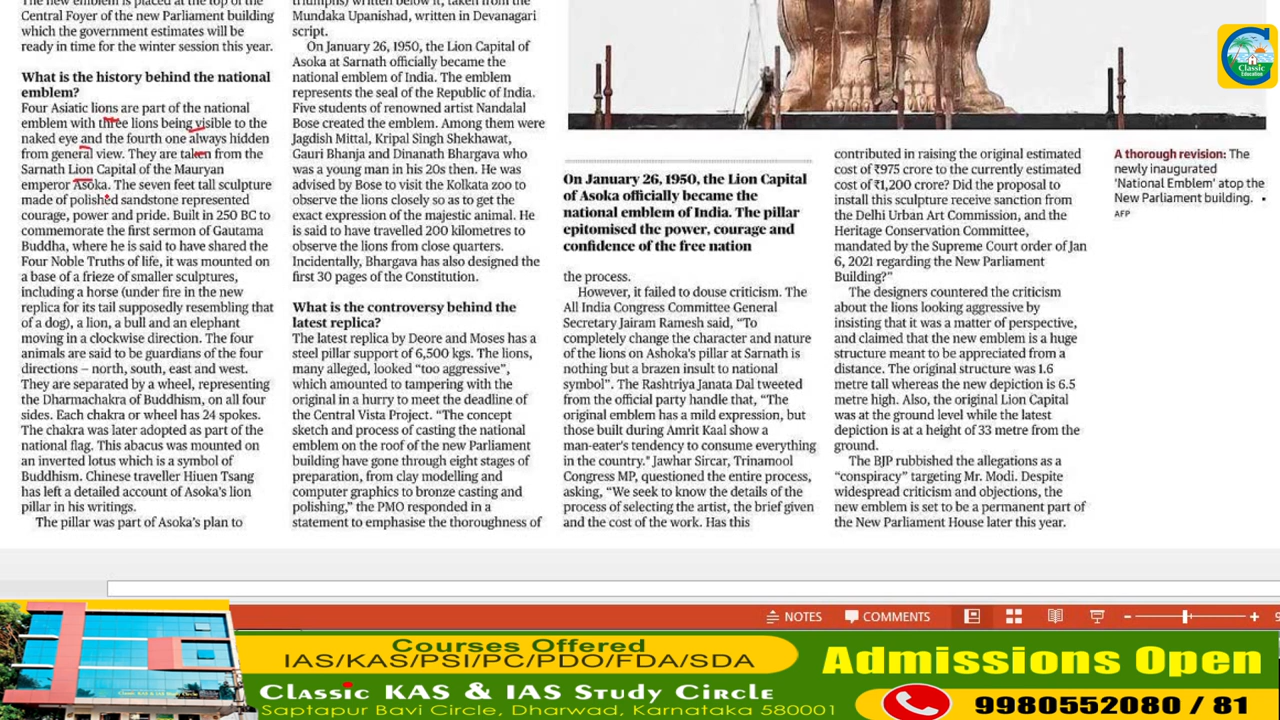 The new emblem is placed at the top of the
Central Foyer of the new Parliament building
which the government estimates will be
ready in time for the winter session this year.
What is the history behind the national
emblem?
Four Asiatic lions are part of the national
emblem with three lions being visible to the
naked eye and the fourth one always hidden
from general view. They are taken from the
Sarnath Lion Capital of the Mauryan
emperor Asoka. The seven feet tall sculpture
made of polished sandstone represented
courage, power and pride. Built in 250 BC to
commemorate the first sermon of Gautama
Buddha, where he is said to have shared the
Four Noble Truths of life, it was mounted on
a base of a frieze of smaller sculptures,
including a horse (under fire in the new
replica for its tail supposedly resembling that
of a dog), a lion, a bull and an elephant
moving in a clockwise direction. The four
animals are said to be guardians of the four
directions – north, south, east and west.
They are separated by a wheel, representing
the Dharmachakra of Buddhism, on all four
sides. Each chakra or wheel has 24 spokes.
The chakra was later adopted as part of the
national flag. This abacus was mounted on
an inverted lotus which is a symbol of
Buddhism. Chinese traveller Hiuen Tsang
has left a detailed account of Asoka's lion
pillar in his writings.
The pillar was part of Asoka's plan to
triumphs) written below it, taken from the
Mundaka Upanishad, written in Devanagari
script.
On January 26, 1950, the Lion Capital of
Asoka at Sarnath officially became the
national emblem of India. The emblem
represents the seal of the Republic of India.
Five students of renowned artist Nandalal
Bose created the emblem. Among them were
Jagdish Mittal, Kripal Singh Shekhawat,
Gauri Bhanja and Dinanath Bhargava who
was a young man in his 20s then. He was
advised by Bose to visit the Kolkata zoo to
observe the lions closely so as to get the
exact expression of the majestic animal. He
is said to have travelled 200 kilometres to
observe the lions from close quarters.
Incidentally, Bhargava has also designed the
first 30 pages of the Constitution.
What is the controversy behind the
latest replica?
The latest replica by Deore and Moses has a
steel pillar support of 6,500 kgs. The lions,
many alleged, looked "too aggressive",
which amounted to tampering with the
original in a hurry to meet the deadline of
the Central Vista Project. "The concept
sketch and process of casting the national
emblem on the roof of the new Parliament
building have gone through eight stages of
preparation, from clay modelling and
computer graphics to bronze casting and
polishing," the PMO responded in a
statement to emphasise the thoroughness of
On January 26, 1950, the Lion Capital
of Asoka officially became the
national emblem of India. The pillar
epitomised the power, courage and
confidence of the free nation
the process.
However, it failed to douse criticism. The
All India Congress Committee General
Secretary Jairam Ramesh said, "To
completely change the character and nature
of the lions on Ashoka's pillar at Sarnath is
nothing but a brazen insult to national
symbol". The Rashtriya Janata Dal tweeted
from the official party handle that, "The
original emblem has a mild expression, but
those built during Amrit Kaal show a
man-eater's tendency to consume everything
in the country." Jawhar Sircar, Trinamool
Congress MP, questioned the entire process,
asking, "We seek to know the details of the
process of selecting the artist, the brief given
and the cost of the work. Has this
contributed in raising the original estimated
cost of ₹975 crore to the currently estimated
cost of ₹1,200 crore? Did the proposal to
install this sculpture receive sanction from
the Delhi Urban Art Commission, and the
Heritage Conservation Committee,
mandated by the Supreme Court order of Jan
6, 2021 regarding the New Parliament
Building?"
The designers countered the criticism
about the lions looking aggressive by
insisting that it was a matter of perspective,
and claimed that the new emblem is a huge
structure meant to be appreciated from a
distance. The original structure was 1.6
metre tall whereas the new depiction is 6.5
metre high. Also, the original Lion Capital
was at the ground level while the latest
depiction is at a height of 33 metre from the
ground.
The BJP rubbished the allegations as a
"conspiracy" targeting Mr. Modi. Despite
widespread criticism and objections, the
new emblem is set to be a permanent part of
the New Parliament House later this year.
A thorough revision: The
newly inaugurated
'National Emblem' atop the
New Parliament building. •
AFP
Classic
Education
NOTES
COMMENTS
Courses Offered
IAS/KAS/PSI/PC/PDO/FDA/SDA
Classic KAS & IAS Study Circle
Saptapur Bavi Circle, Dharwad, Karnataka 580001
Admissions Open
9980552080 / 81